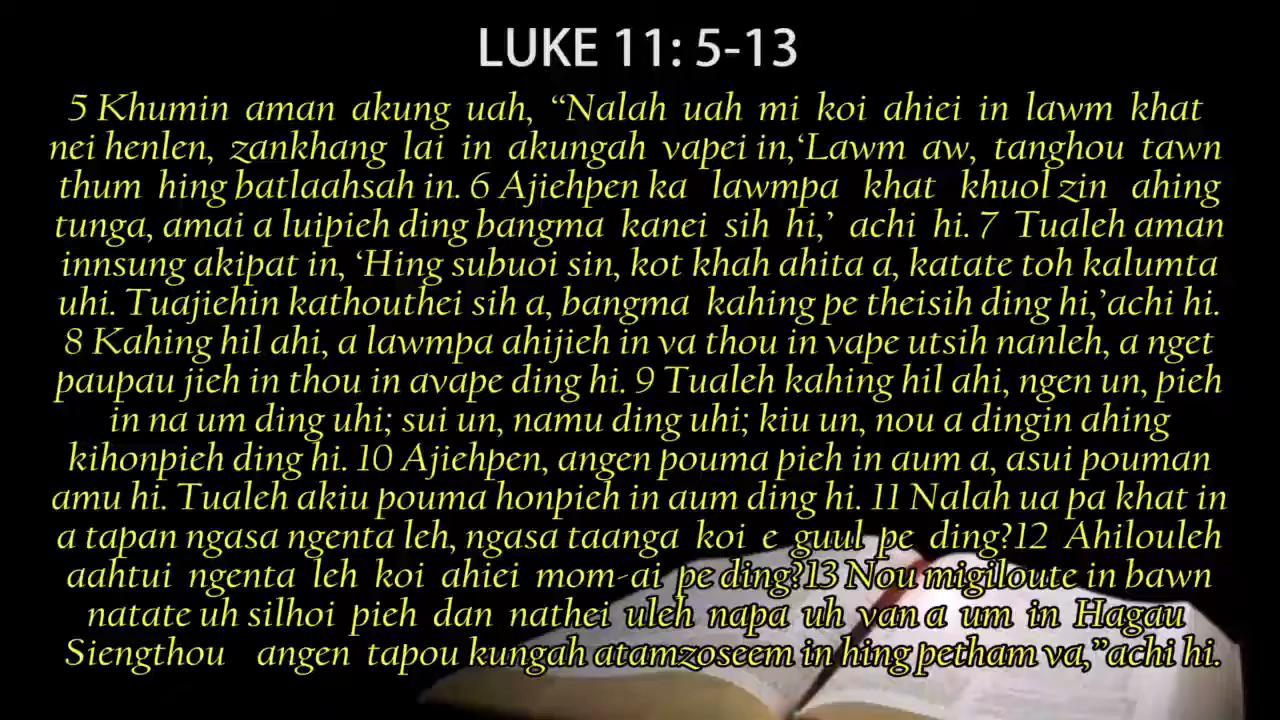 LUKE 11: 5-13
5 Khumin aman akung uah, “Nalah uah mi koi ahiei in lawm khat
nei henlen, zankhang lai in akungah vapei in,‘Lawm aw, tanghou tawn
thum hing batlaahsah in. 6 Ajiehpen ka lawmpa khat khuol zin ahing
tunga, amai a luipieh ding bangma kanei sih hi,’ achi hi. 7 Tualeh aman
innsung akipat in, ‘Hing subuoi sin, kot khah ahita a, katate toh kalumta
uhi. Tuajiehin kathouthei sih a, bangma kahing pe theisih ding hi,’achi hi.
8 Kahing hil ahi, a lawmpa ahijieh in va thou in vape utsih nanleh, a nget
paupau jieh in thou in avape ding hi. 9 Tualeh kahing hil ahi, ngen un, pieh
in na um ding uhi; sui un, namu ding uhi; kiu un, nou a dingin ahing
kihonpieh ding hi. 10 Ajiehpen, angen pouma pieh in aum a, asui pouman
amu hi. Tualeh akiu pouma honpieh in aum ding hi. 11 Nalah ua pa khat in
a tapan ngasa ngenta leh, ngasa taanga koi e guul pe ding?12 Ahilouleh
aahtui ngenta leh koi ahiei mom-ai pe ding?13 Nou migiloute in bawn
natate uh silhoi pieh dan nathei uleh napa uh van a um in Hagau
Siengthou angen tapou kungah atamzoseem in hing petham va,”achi hi.